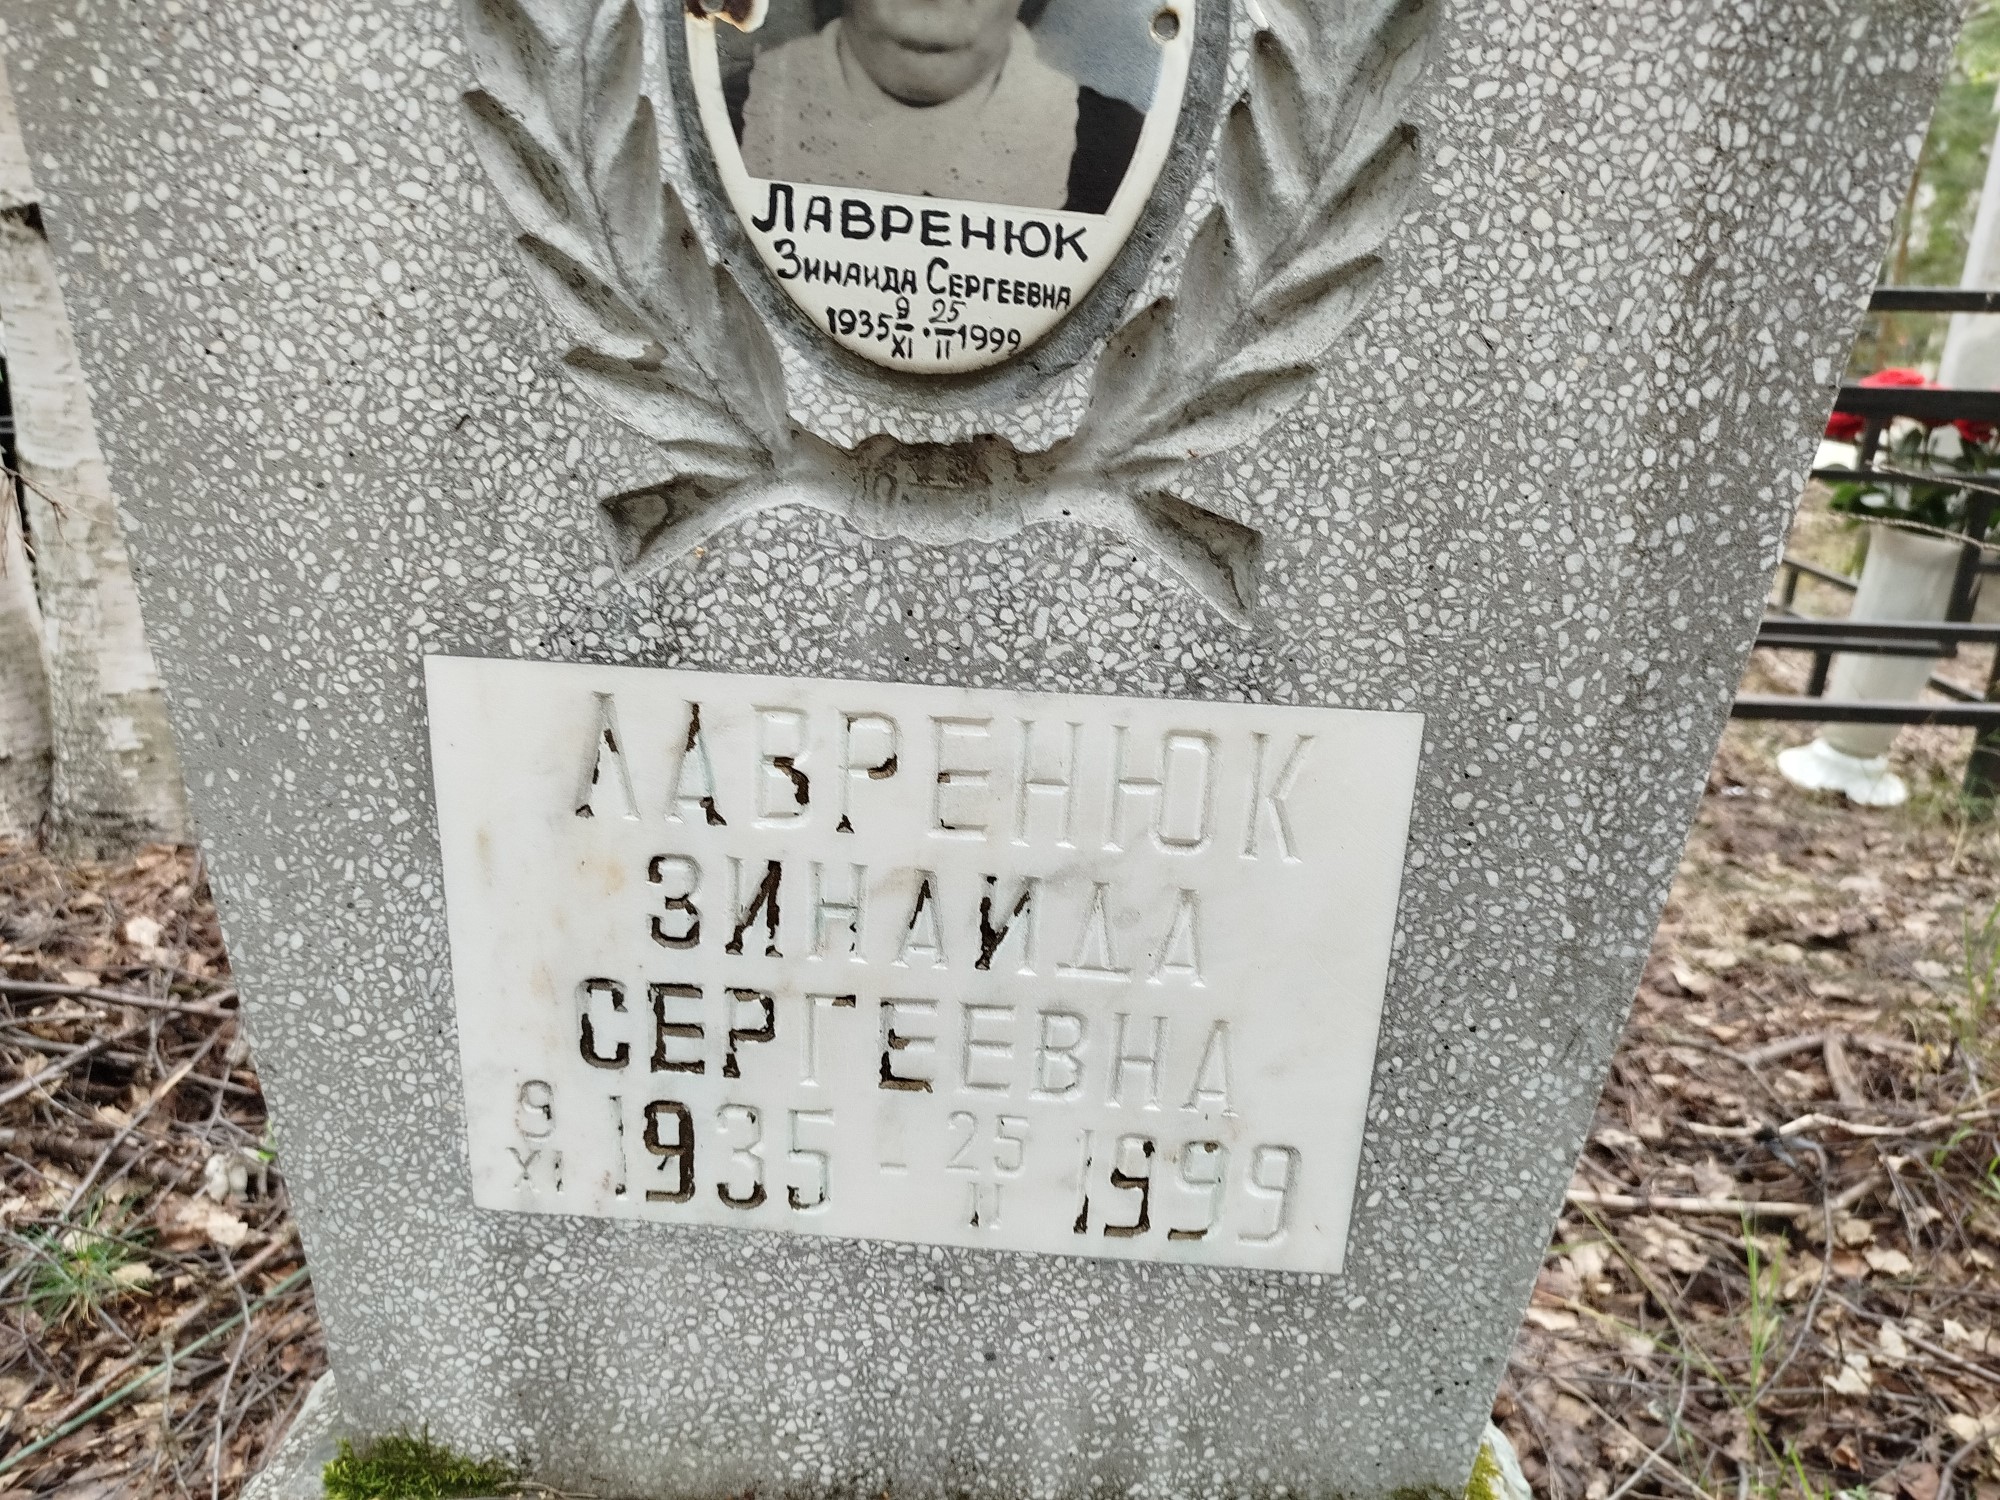 ЛАВРЕНЮК
Зинаида Сергеевна
1935 9/XI · 25/II 1999
ЛАВРЕНЮК
ЗИНАИДА
СЕРГЕЕВНА
9/XI 1935 - 25/II 1999